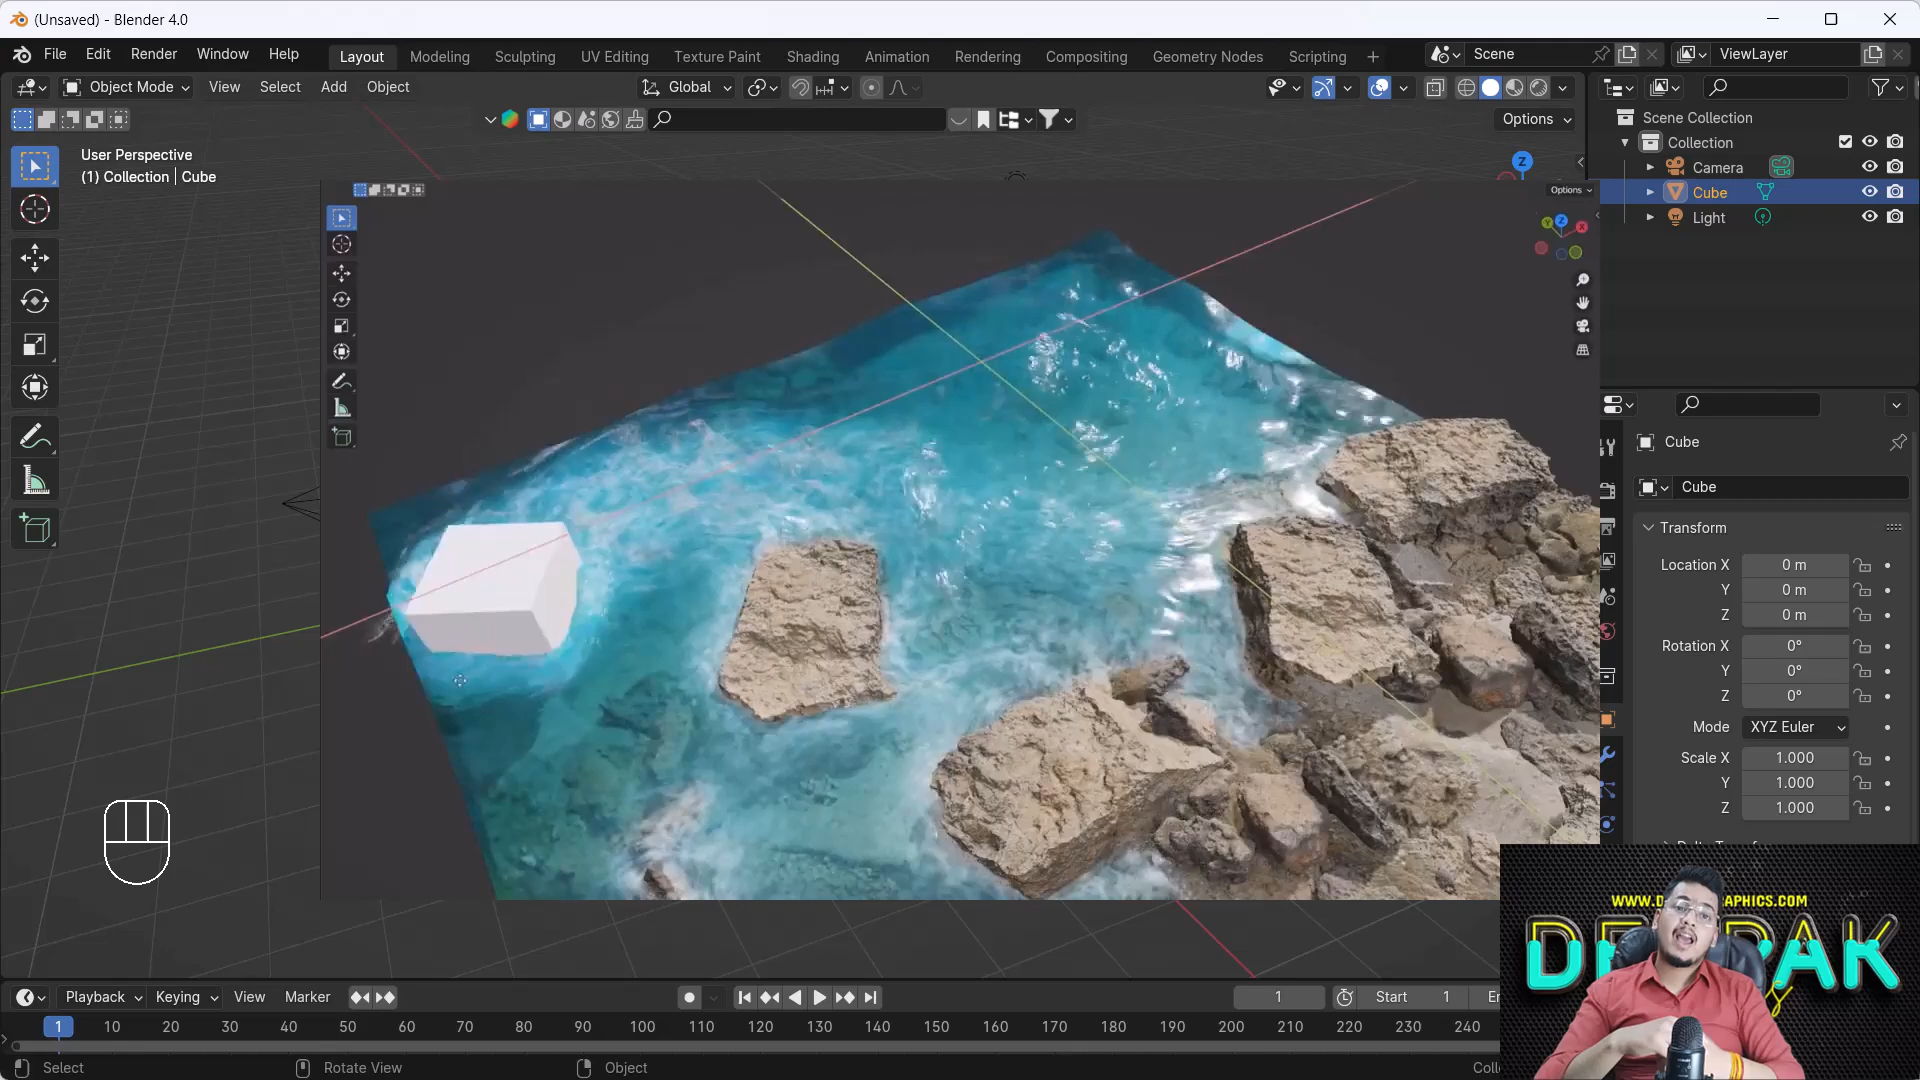 (Unsaved) - Blender 4.0
File Edit Render Window Help
Layout Modeling Sculpting UV Editing Texture Paint Shading Animation Rendering Compositing Geometry Nodes Scripting
Scene
ViewLayer
Object Mode View Select Add Object
Global
Options
User Perspective
(1) Collection | Cube
Z
Options
Y Z X
Scene Collection
Collection
Camera
Cube
Light
Cube
Cube
Transform
Location X 0 m
Y 0 m
Z 0 m
Rotation X 0°
Y 0°
Z 0°
Mode XYZ Euler
Scale X 1.000
Y 1.000
Z 1.000
Playback Keying View Marker
1
Start 1
1 10 20 30 40 50 60 70 80 90 100 110 120 130 140 150 160 170 180 190 200 210 220 230 240
Select Rotate View Object